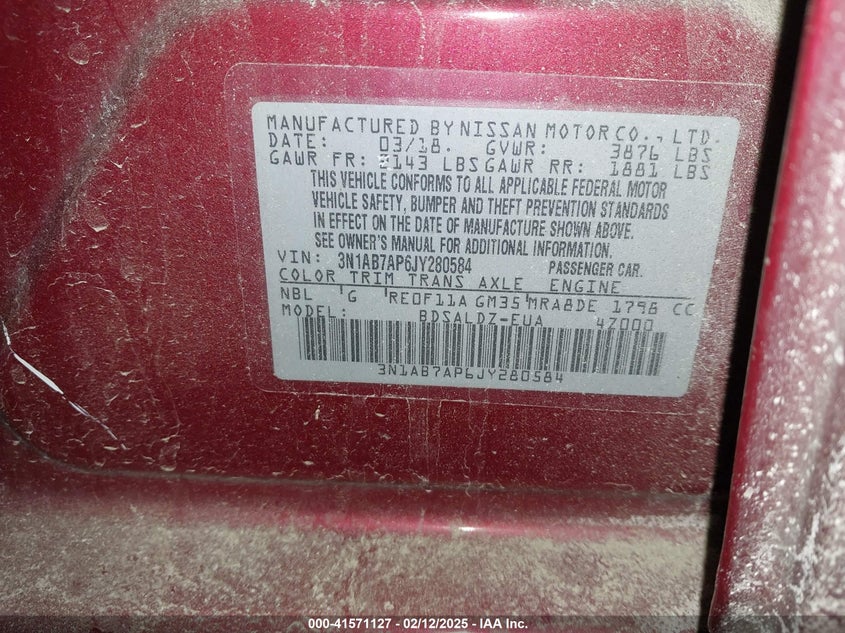 MANUFACTURED BY NISSAN MOTOR CO., LTD.
DATE: 03/18. GVWR: 3876 LBS
GAWR FR: 2143 LBS GAWR RR: 1881 LBS
THIS VEHICLE CONFORMS TO ALL APPLICABLE FEDERAL MOTOR
VEHICLE SAFETY, BUMPER AND THEFT PREVENTION STANDARDS
IN EFFECT ON THE DATE OF MANUFACTURE SHOWN ABOVE.
SEE OWNER'S MANUAL FOR ADDITIONAL INFORMATION.
VIN: 3N1AB7AP6JY280584 PASSENGER CAR.
COLOR TRIM TRANS AXLE ENGINE
NBL G RE0F11A GM35 MRA8DE 1798 CC
MODEL: BDSALDZ-EUA 4Z000
3N1AB7AP6JY280584
000-41571127 - 02/12/2025 - IAA Inc.